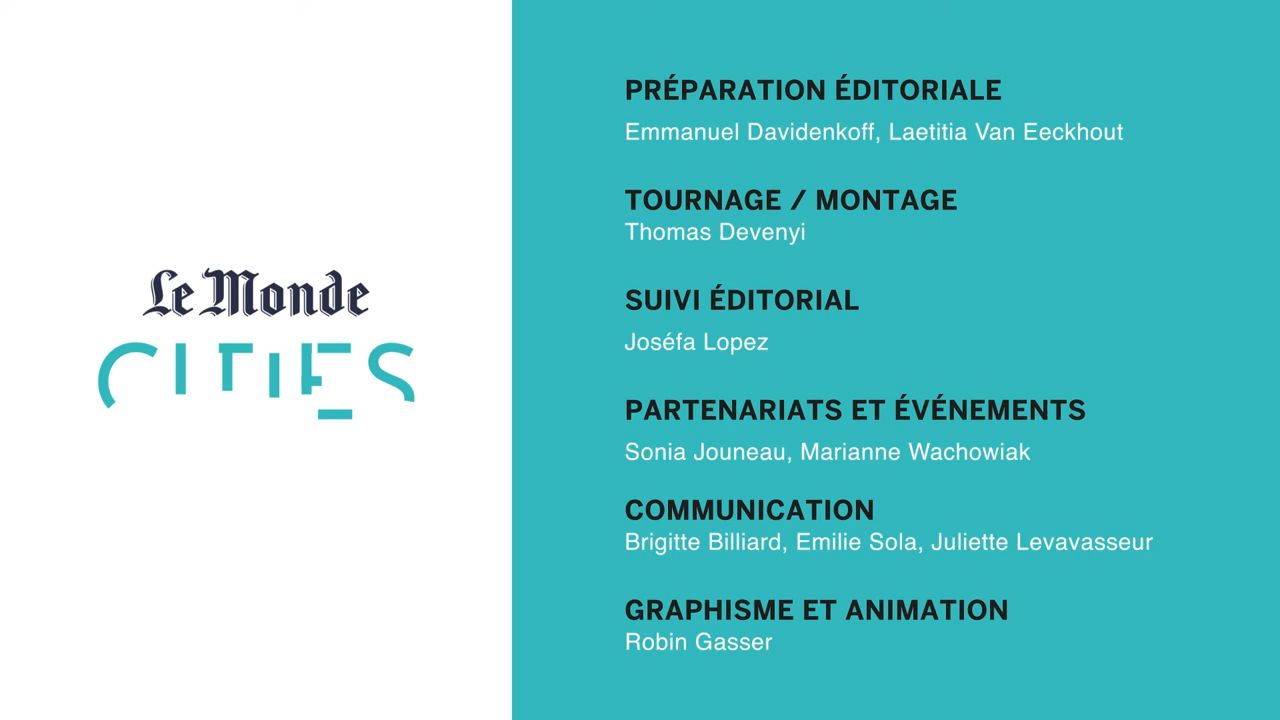 Le Monde
CITIES
PRÉPARATION ÉDITORIALE
Emmanuel Davidenkoff, Laetitia Van Eeckhout
TOURNAGE / MONTAGE
Thomas Devenyi
SUIVI ÉDITORIAL
Joséfa Lopez
PARTENARIATS ET ÉVÉNEMENTS
Sonia Jouneau, Marianne Wachowiak
COMMUNICATION
Brigitte Billiard, Emilie Sola, Juliette Levavasseur
GRAPHISME ET ANIMATION
Robin Gasser